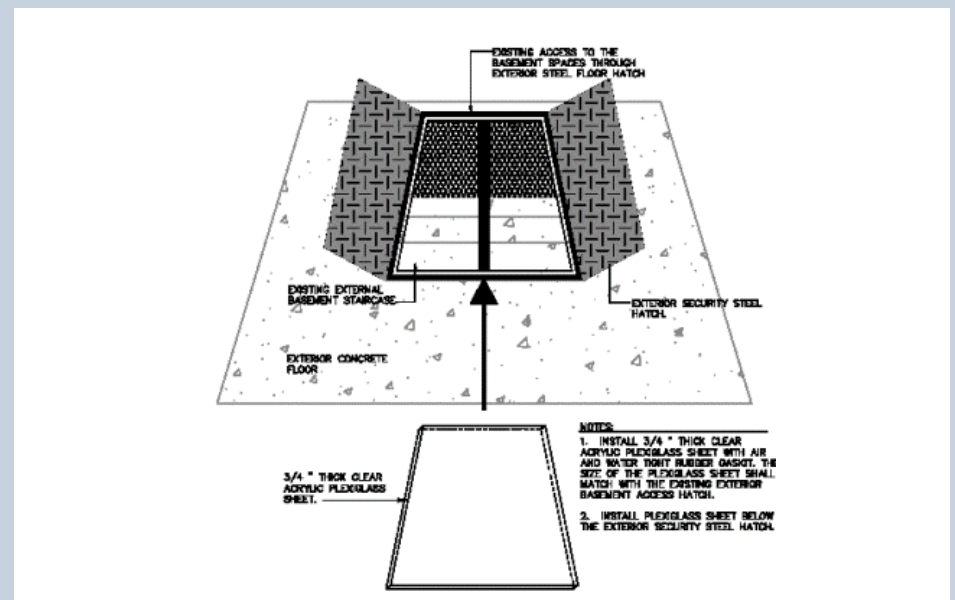 EXISTING ACCESS TO THE
BASEMENT SPACES THROUGH
EXTERIOR STEEL FLOOR HATCH
EXISTING EXTERNAL
BASEMENT STAIRCASE
EXTERIOR SECURITY STEEL
HATCH.
EXTERIOR CONCRETE
FLOOR
3/4 " THICK CLEAR
ACRYLIC PLEXIGLASS
SHEET.
NOTES:
1. INSTALL 3/4 " THICK CLEAR
ACRYLIC PLEXIGLASS SHEET WITH AIR
AND WATER TIGHT RUBBER GASKIT. THE
SIZE OF THE PLEXIGLASS SHEET SHALL
MATCH WITH THE EXISTING EXTERIOR
BASEMENT ACCESS HATCH.
2. INSTALL PLEXIGLASS SHEET BELOW
THE EXTERIOR SECURITY STEEL HATCH.